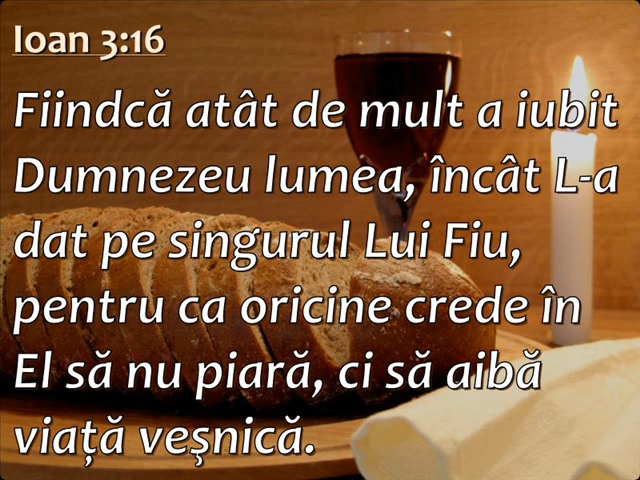 Ioan 3:16
Fiindcă atât de mult a iubit
Dumnezeu lumea, încât L-a
dat pe singurul Lui Fiu,
pentru ca oricine crede în
El să nu piară, ci să aibă
viață veşnică.